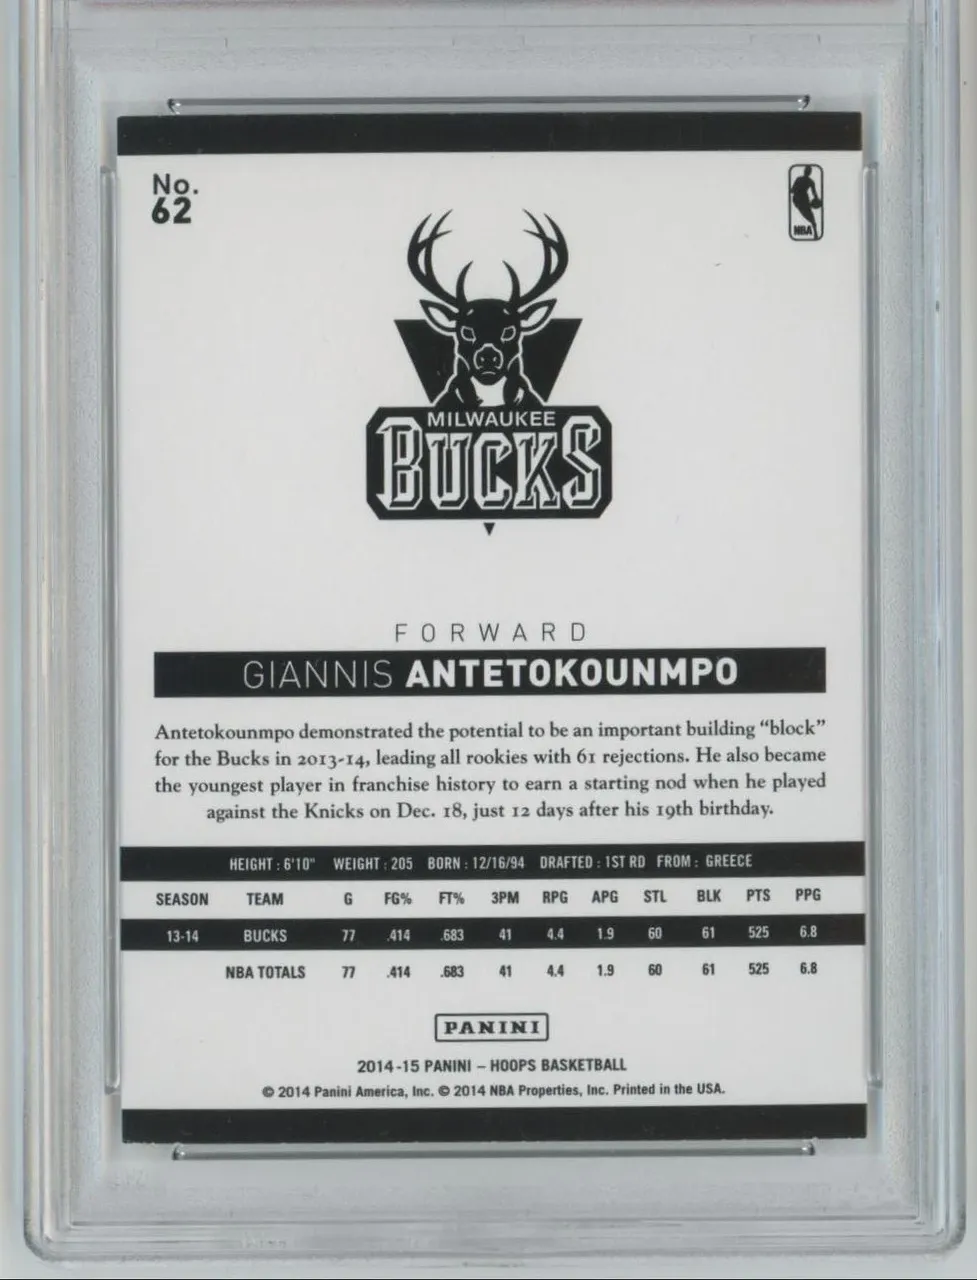 No.
62
NBA
MILWAUKEE
BUCKS
FORWARD
GIANNIS ANTETOKOUNMPO
Antetokounmpo demonstrated the potential to be an important building “block”
for the Bucks in 2013-14, leading all rookies with 61 rejections. He also became
the youngest player in franchise history to earn a starting nod when he played
against the Knicks on Dec. 18, just 12 days after his 19th birthday.
HEIGHT : 6'10" WEIGHT : 205 BORN : 12/16/94 DRAFTED : 1ST RD FROM : GREECE
SEASON TEAM G FG% FT% 3PM RPG APG STL BLK PTS PPG
13-14 BUCKS 77 .414 .683 41 4.4 1.9 60 61 525 6.8
NBA TOTALS 77 .414 .683 41 4.4 1.9 60 61 525 6.8
PANINI
2014-15 PANINI – HOOPS BASKETBALL
© 2014 Panini America, Inc. © 2014 NBA Properties, Inc. Printed in the USA.